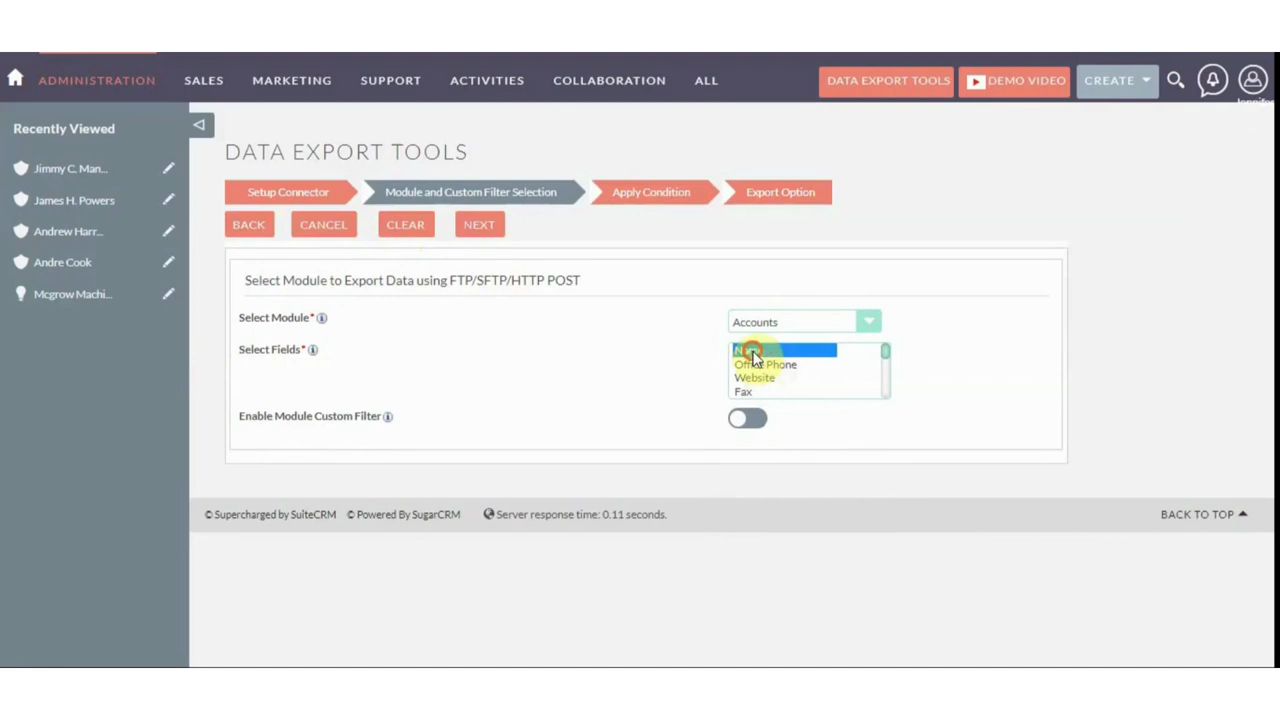 ADMINISTRATION SALES MARKETING SUPPORT ACTIVITIES COLLABORATION ALL DATA EXPORT TOOLS DEMO VIDEO CREATE
Recently Viewed
Jimmy C. Man...
James H. Powers
Andrew Harr...
Andre Cook
Mcgrow Machi...
DATA EXPORT TOOLS
Setup Connector Module and Custom Filter Selection Apply Condition Export Option
BACK CANCEL CLEAR NEXT
Select Module to Export Data using FTP/SFTP/HTTP POST
Select Module* Accounts
Select Fields*
Office Phone
Website
Fax
Enable Module Custom Filter
© Supercharged by SuiteCRM © Powered By SugarCRM Server response time: 0.11 seconds. BACK TO TOP